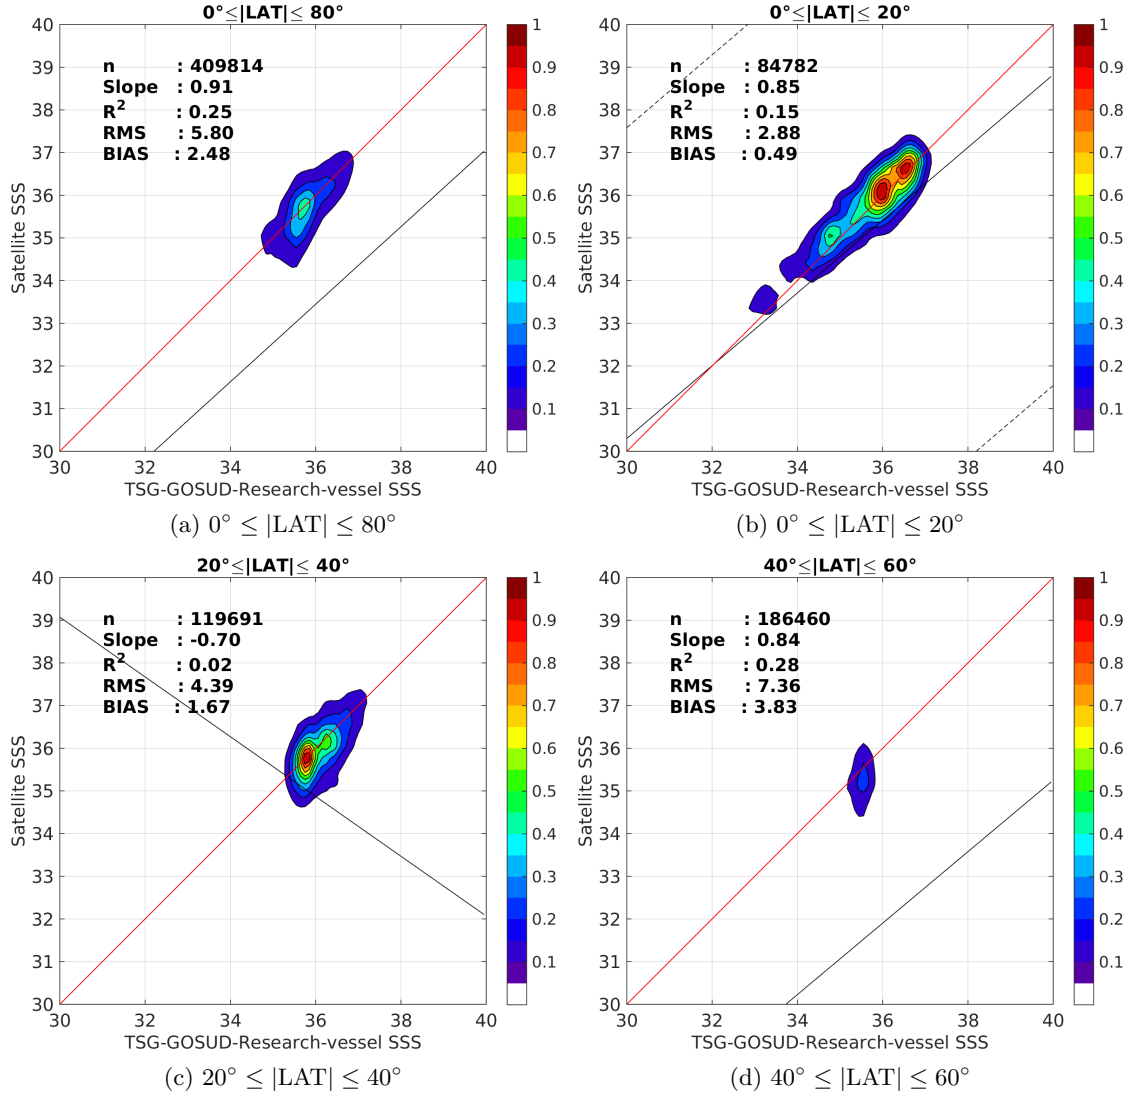 0°≤|LAT|≤ 80°
n : 409814
Slope : 0.91
R² : 0.25
RMS : 5.80
BIAS : 2.48
40
39
38
37
36
35
34
33
32
31
30
30 32 34 36 38 40
Satellite SSS
TSG-GOSUD-Research-vessel SSS
1
0.9
0.8
0.7
0.6
0.5
0.4
0.3
0.2
0.1
(a) 0° ≤ |LAT| ≤ 80°
0°≤|LAT|≤ 20°
n : 84782
Slope : 0.85
R² : 0.15
RMS : 2.88
BIAS : 0.49
40
39
38
37
36
35
34
33
32
31
30
30 32 34 36 38 40
Satellite SSS
TSG-GOSUD-Research-vessel SSS
1
0.9
0.8
0.7
0.6
0.5
0.4
0.3
0.2
0.1
(b) 0° ≤ |LAT| ≤ 20°
20°≤|LAT|≤ 40°
n : 119691
Slope : -0.70
R² : 0.02
RMS : 4.39
BIAS : 1.67
40
39
38
37
36
35
34
33
32
31
30
30 32 34 36 38 40
Satellite SSS
TSG-GOSUD-Research-vessel SSS
1
0.9
0.8
0.7
0.6
0.5
0.4
0.3
0.2
0.1
(c) 20° ≤ |LAT| ≤ 40°
40°≤|LAT|≤ 60°
n : 186460
Slope : 0.84
R² : 0.28
RMS : 7.36
BIAS : 3.83
40
39
38
37
36
35
34
33
32
31
30
30 32 34 36 38 40
Satellite SSS
TSG-GOSUD-Research-vessel SSS
1
0.9
0.8
0.7
0.6
0.5
0.4
0.3
0.2
0.1
(d) 40° ≤ |LAT| ≤ 60°